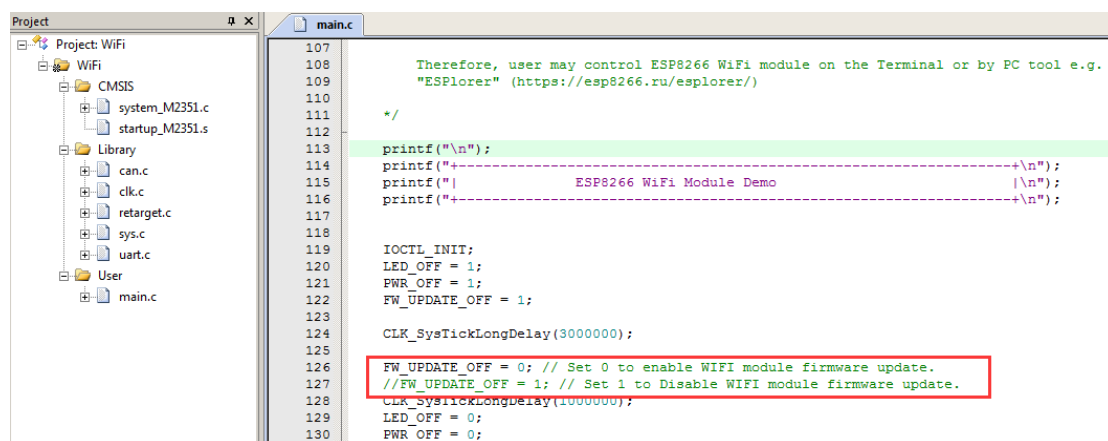 Project
Project: WiFi
WiFi
CMSIS
system_M2351.c
startup_M2351.s
Library
can.c
clk.c
retarget.c
sys.c
uart.c
User
main.c
main.c
107
108 Therefore, user may control ESP8266 WiFi module on the Terminal or by PC tool e.g.
109 "ESPlorer" (https://esp8266.ru/esplorer/)
110
111 */
112
113 printf("\n");
114 printf("+------------------------------------------------------------------+\n");
115 printf("| ESP8266 WiFi Module Demo |\n");
116 printf("+------------------------------------------------------------------+\n");
117
118
119 IOCTL_INIT;
120 LED_OFF = 1;
121 PWR_OFF = 1;
122 FW_UPDATE_OFF = 1;
123
124 CLK_SysTickLongDelay(3000000);
125
126 FW_UPDATE_OFF = 0; // Set 0 to enable WIFI module firmware update.
127 //FW_UPDATE_OFF = 1; // Set 1 to Disable WIFI module firmware update.
128 CLK_SysTickLongDelay(1000000);
129 LED_OFF = 0;
130 PWR_OFF = 0;